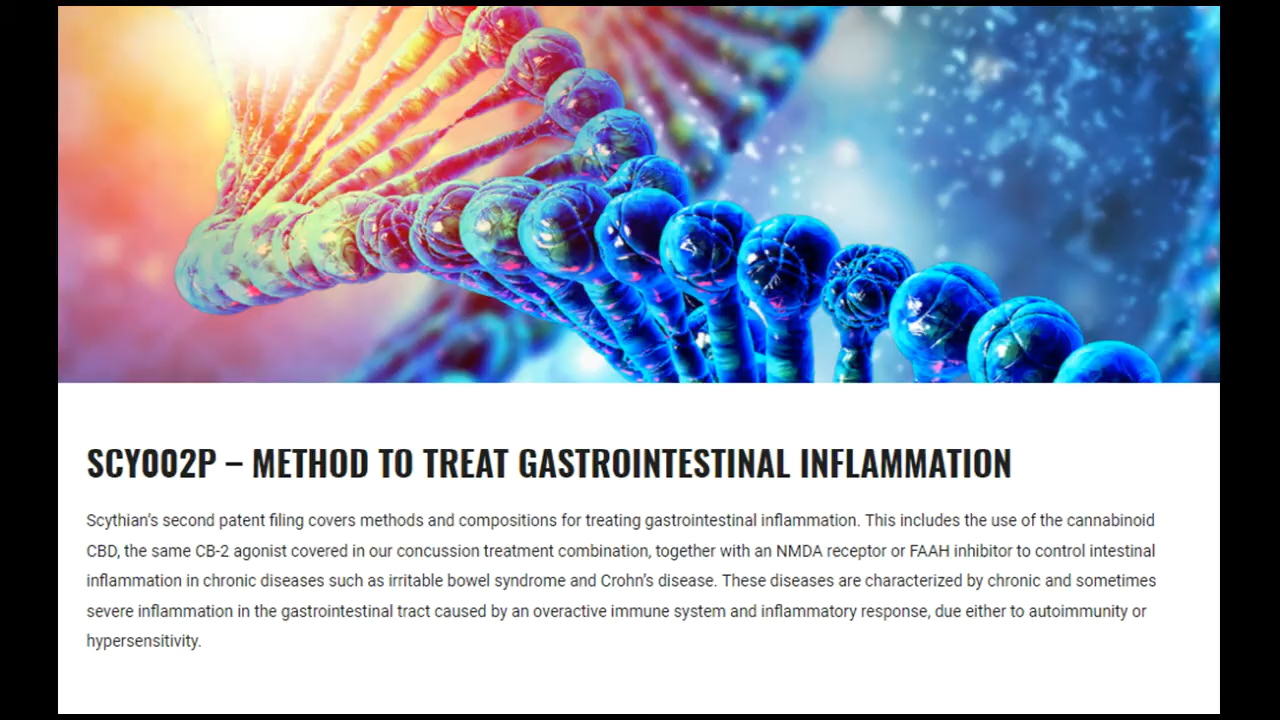 SCY002P – METHOD TO TREAT GASTROINTESTINAL INFLAMMATION
Scythian's second patent filing covers methods and compositions for treating gastrointestinal inflammation. This includes the use of the cannabinoid
CBD, the same CB-2 agonist covered in our concussion treatment combination, together with an NMDA receptor or FAAH inhibitor to control intestinal
inflammation in chronic diseases such as irritable bowel syndrome and Crohn's disease. These diseases are characterized by chronic and sometimes
severe inflammation in the gastrointestinal tract caused by an overactive immune system and inflammatory response, due either to autoimmunity or
hypersensitivity.